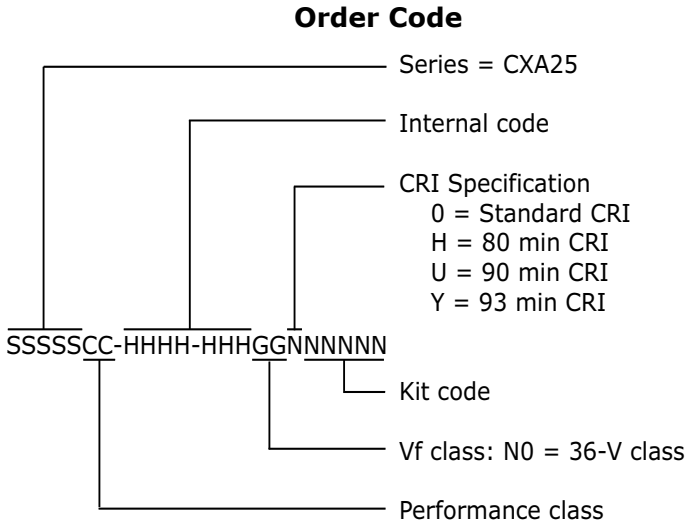 Order Code
Series = CXA25
Internal code
CRI Specification
0 = Standard CRI
H = 80 min CRI
U = 90 min CRI
Y = 93 min CRI
SSSSSCC-HHHH-HHHGGNNNNNN
Kit code
Vf class: N0 = 36-V class
Performance class